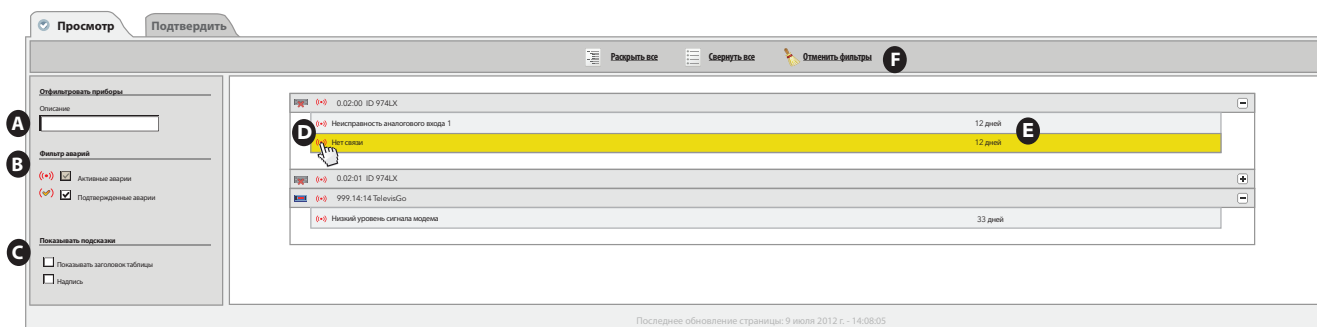 Просмотр Подтвердить
Раскрыть все Свернуть все Отменить фильтры F
Отфильтровать приборы
Описание
A
B
Фильтр аварий
Активные аварии
Подтвержденные аварии
C
Показывать подсказки
Показывать заголовок таблицы
Надпись
0.02:00 ID 974LX
D
Неисправность аналогового входа 1 12 дней
E
Нет связи 12 дней
0.02:01 ID 974LX
999.14:14 TelevisGo
Низкий уровень сигнала модема 33 дней
Последнее обновление страницы: 9 июля 2012 г. - 14:08:05